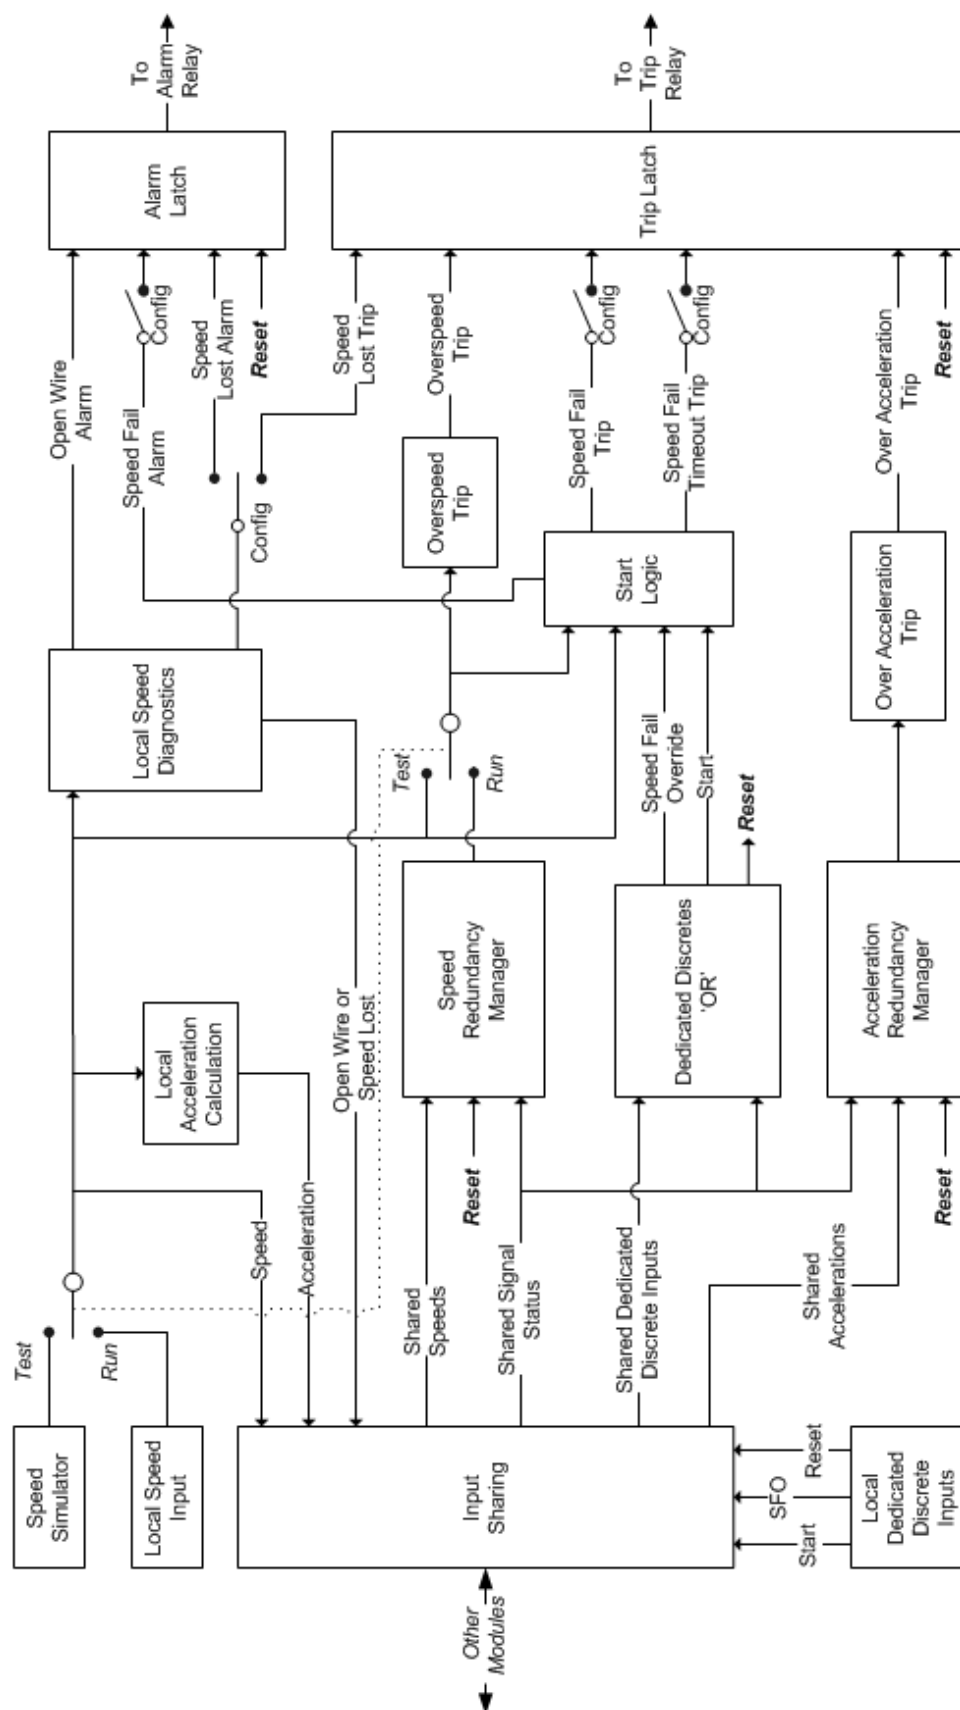 Speed
Simulator
Test
Run
Local Speed
Input
Speed
Acceleration
Local
Acceleration
Calculation
Local Speed
Diagnostics
Open Wire
Alarm
Speed Fail
Alarm
Config
Config
Speed
Lost Alarm
Reset
Alarm
Latch
To
Alarm
Relay
Open Wire or
Speed Lost
Speed
Lost Trip
Other
Modules
Input
Sharing
Shared
Speeds
Reset
Shared Signal
Status
Speed
Redundancy
Manager
Test
Run
Overspeed
Trip
Overspeed
Trip
Start
Logic
Speed Fail
Trip
Config
Speed Fail
Timeout Trip
Config
Trip Latch
To
Trip
Relay
Shared Dedicated
Discrete Inputs
Dedicated Discretes
'OR'
Speed Fail
Override
Start
Reset
Start
SFO
Reset
Local
Dedicated
Discrete
Inputs
Shared
Accelerations
Reset
Acceleration
Redundancy
Manager
Over Acceleration
Trip
Over Acceleration
Trip
Reset